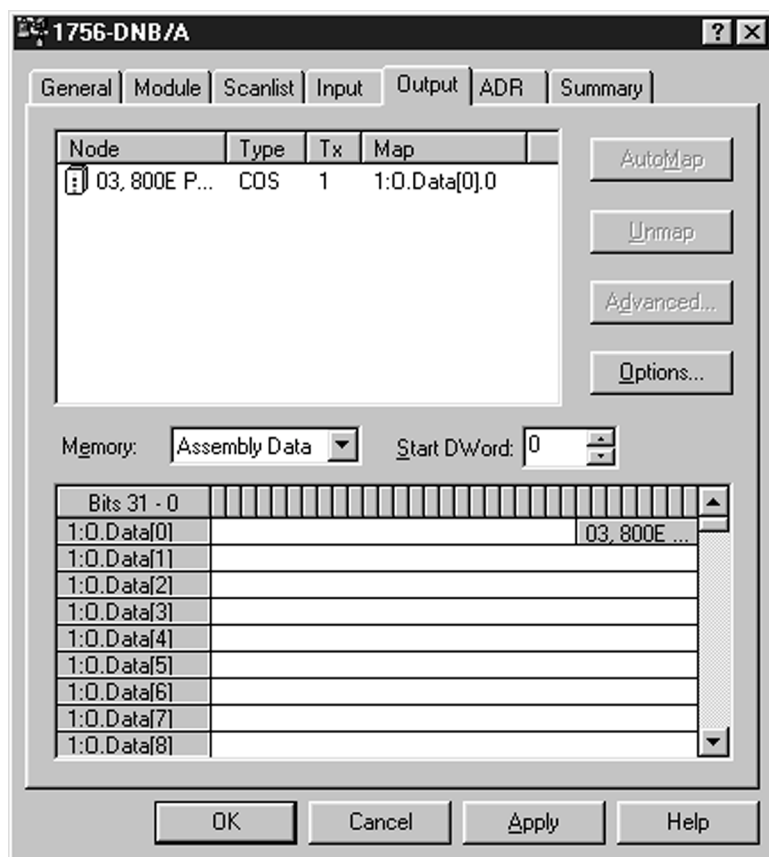 1756-DNB/A
General Module Scanlist Input Output ADR Summary
Node Type Tx Map
03, 800E P... COS 1 1:O.Data[0].0
AutoMap
Unmap
Advanced...
Options...
Memory: Assembly Data Start DWord: 0
Bits 31 - 0
1:O.Data[0] 03, 800E ...
1:O.Data[1]
1:O.Data[2]
1:O.Data[3]
1:O.Data[4]
1:O.Data[5]
1:O.Data[6]
1:O.Data[7]
1:O.Data[8]
OK Cancel Apply Help